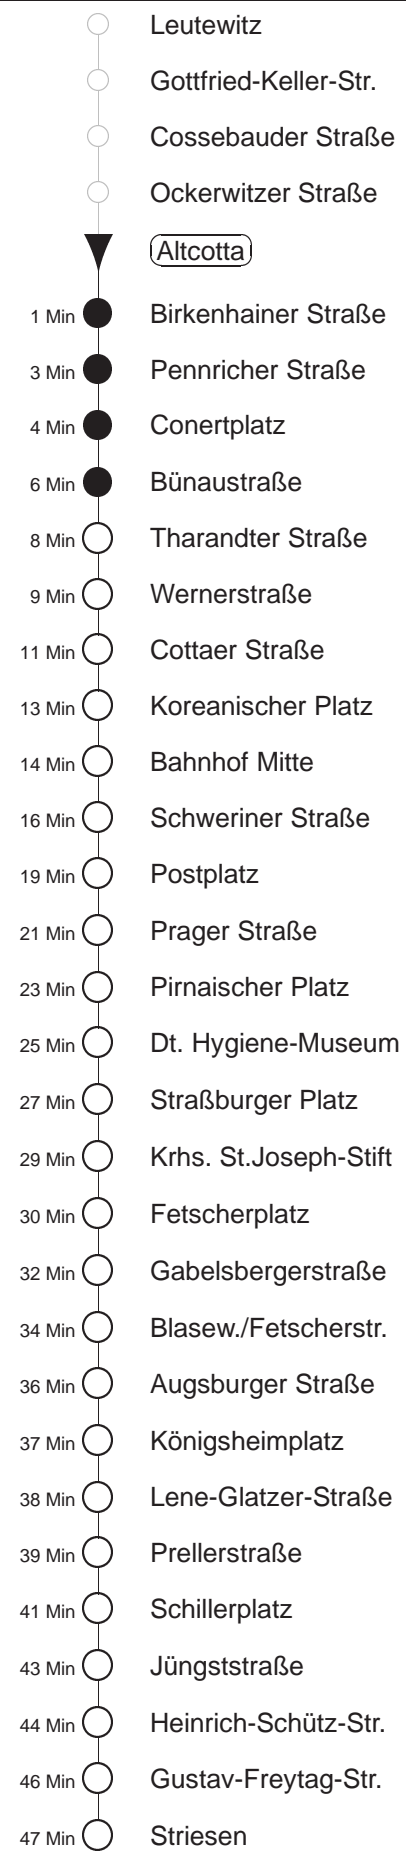 Leutewitz
Gottfried-Keller-Str.
Cossebauder Straße
Ockerwitzer Straße
Altcotta
1 Min Birkenhainer Straße
3 Min Pennricher Straße
4 Min Conertplatz
6 Min Bünaustraße
8 Min Tharandter Straße
9 Min Wernerstraße
11 Min Cottaer Straße
13 Min Koreanischer Platz
14 Min Bahnhof Mitte
16 Min Schweriner Straße
19 Min Postplatz
21 Min Prager Straße
23 Min Pirnaischer Platz
25 Min Dt. Hygiene-Museum
27 Min Straßburger Platz
29 Min Krhs. St.Joseph-Stift
30 Min Fetscherplatz
32 Min Gabelsbergerstraße
34 Min Blasew./Fetscherstr.
36 Min Augsburger Straße
37 Min Königsheimplatz
38 Min Lene-Glatzer-Straße
39 Min Prellerstraße
41 Min Schillerplatz
43 Min Jüngststraße
44 Min Heinrich-Schütz-Str.
46 Min Gustav-Freytag-Str.
47 Min Striesen